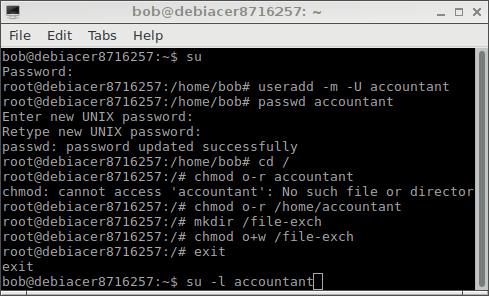 bob@debiacer8716257: ~
File Edit Tabs Help
bob@debiacer8716257:~$ su
Password:
root@debiacer8716257:/home/bob# useradd -m -U accountant
root@debiacer8716257:/home/bob# passwd accountant
Enter new UNIX password:
Retype new UNIX password:
passwd: password updated successfully
root@debiacer8716257:/home/bob# cd /
root@debiacer8716257:/# chmod o-r accountant
chmod: cannot access 'accountant': No such file or director
root@debiacer8716257:/# chmod o-r /home/accountant
root@debiacer8716257:/# mkdir /file-exch
root@debiacer8716257:/# chmod o+w /file-exch
root@debiacer8716257:/# exit
exit
bob@debiacer8716257:~$ su -l accountant